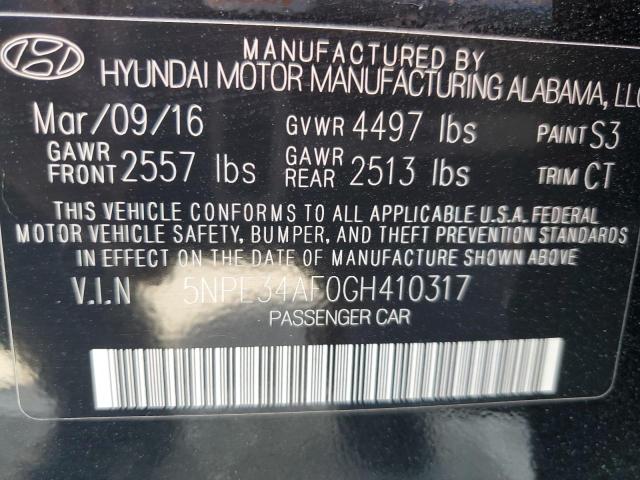 MANUFACTURED BY
HYUNDAI MOTOR MANUFACTURING ALABAMA, LLC
Mar/09/16 GVWR 4497 lbs PAINT S3
GAWR FRONT 2557 lbs GAWR REAR 2513 lbs TRIM CT
THIS VEHICLE CONFORMS TO ALL APPLICABLE U.S.A. FEDERAL
MOTOR VEHICLE SAFETY, BUMPER, AND THEFT PREVENTION STANDARDS
IN EFFECT ON THE DATE OF MANUFACTURE SHOWN ABOVE.
V.I.N 5NPE34AF0GH410317
PASSENGER CAR